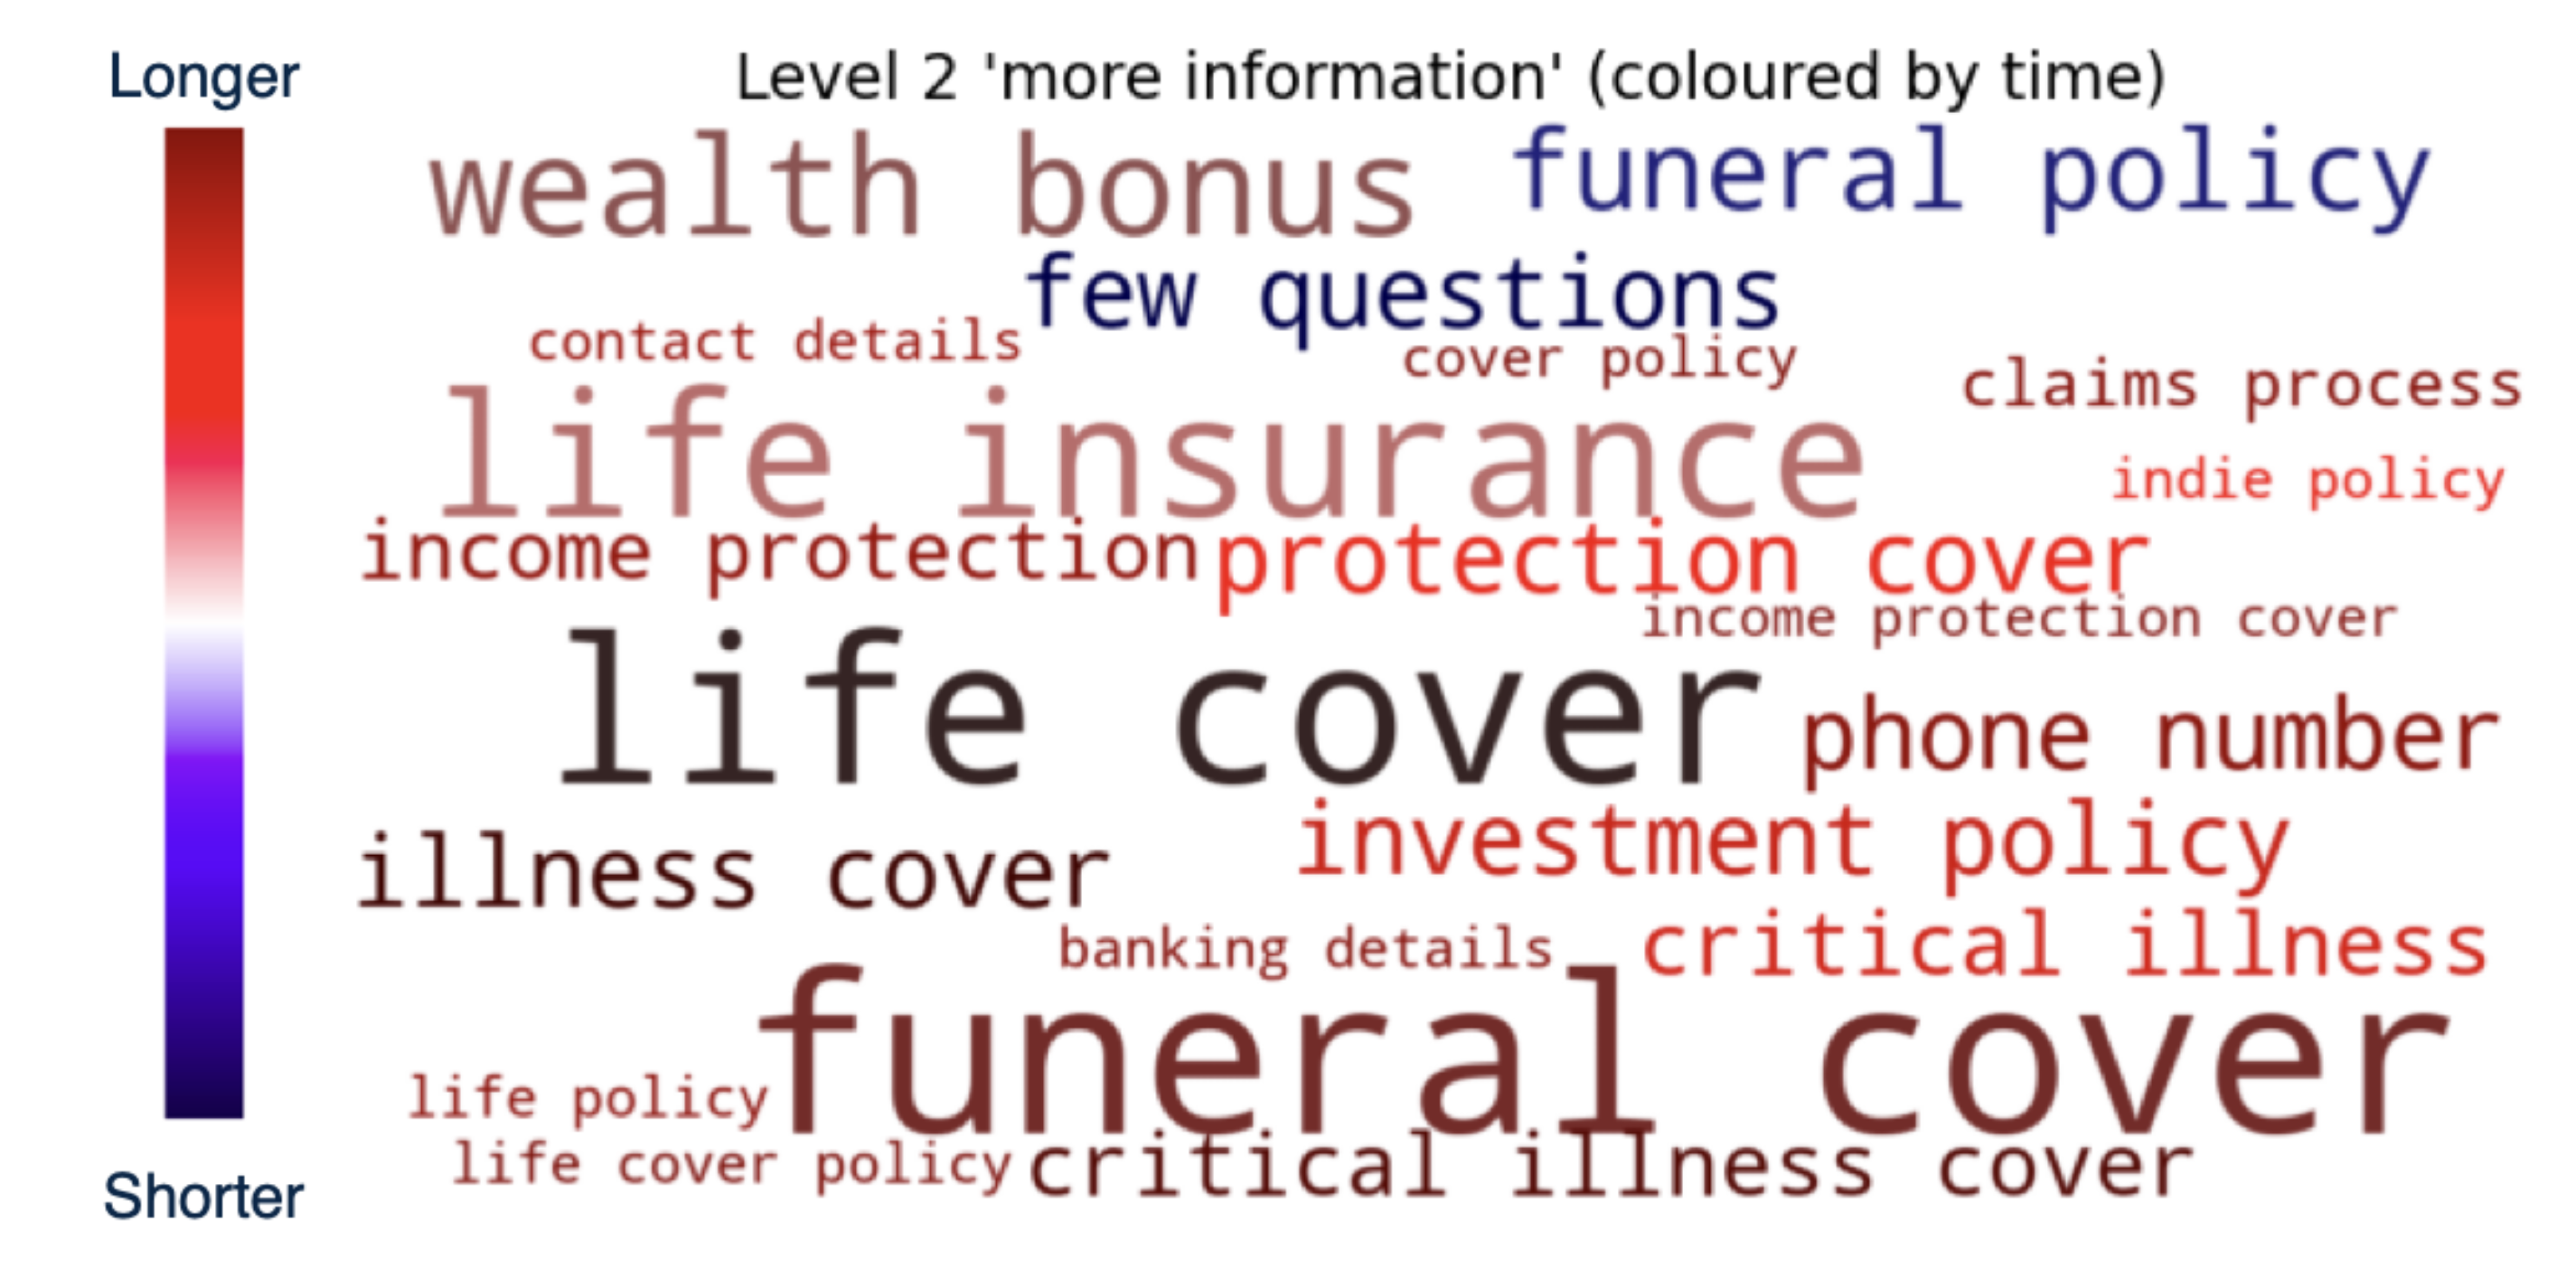 Longer
Level 2 'more information' (coloured by time)
wealth bonus
funeral policy
few questions
contact details
cover policy
claims process
life insurance
indie policy
income protection
protection cover
income protection cover
life cover
phone number
investment policy
illness cover
banking details
critical illness
funeral cover
life policy
life cover policy
critical illness cover
Shorter